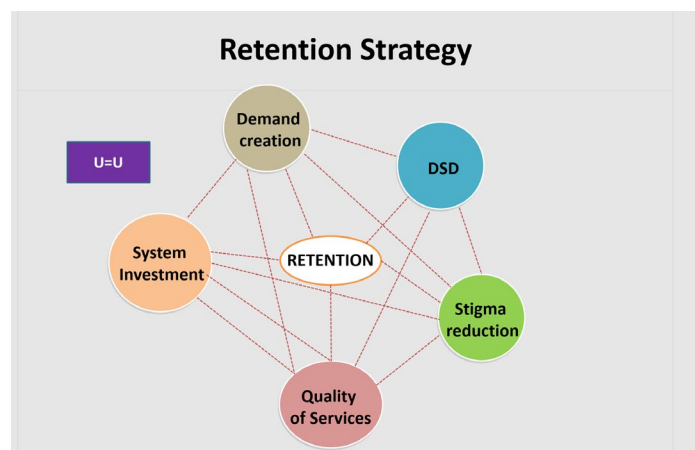 Retention Strategy
Demand
creation
U=U
DSD
System
Investment
RETENTION
Stigma
reduction
Quality
of Services